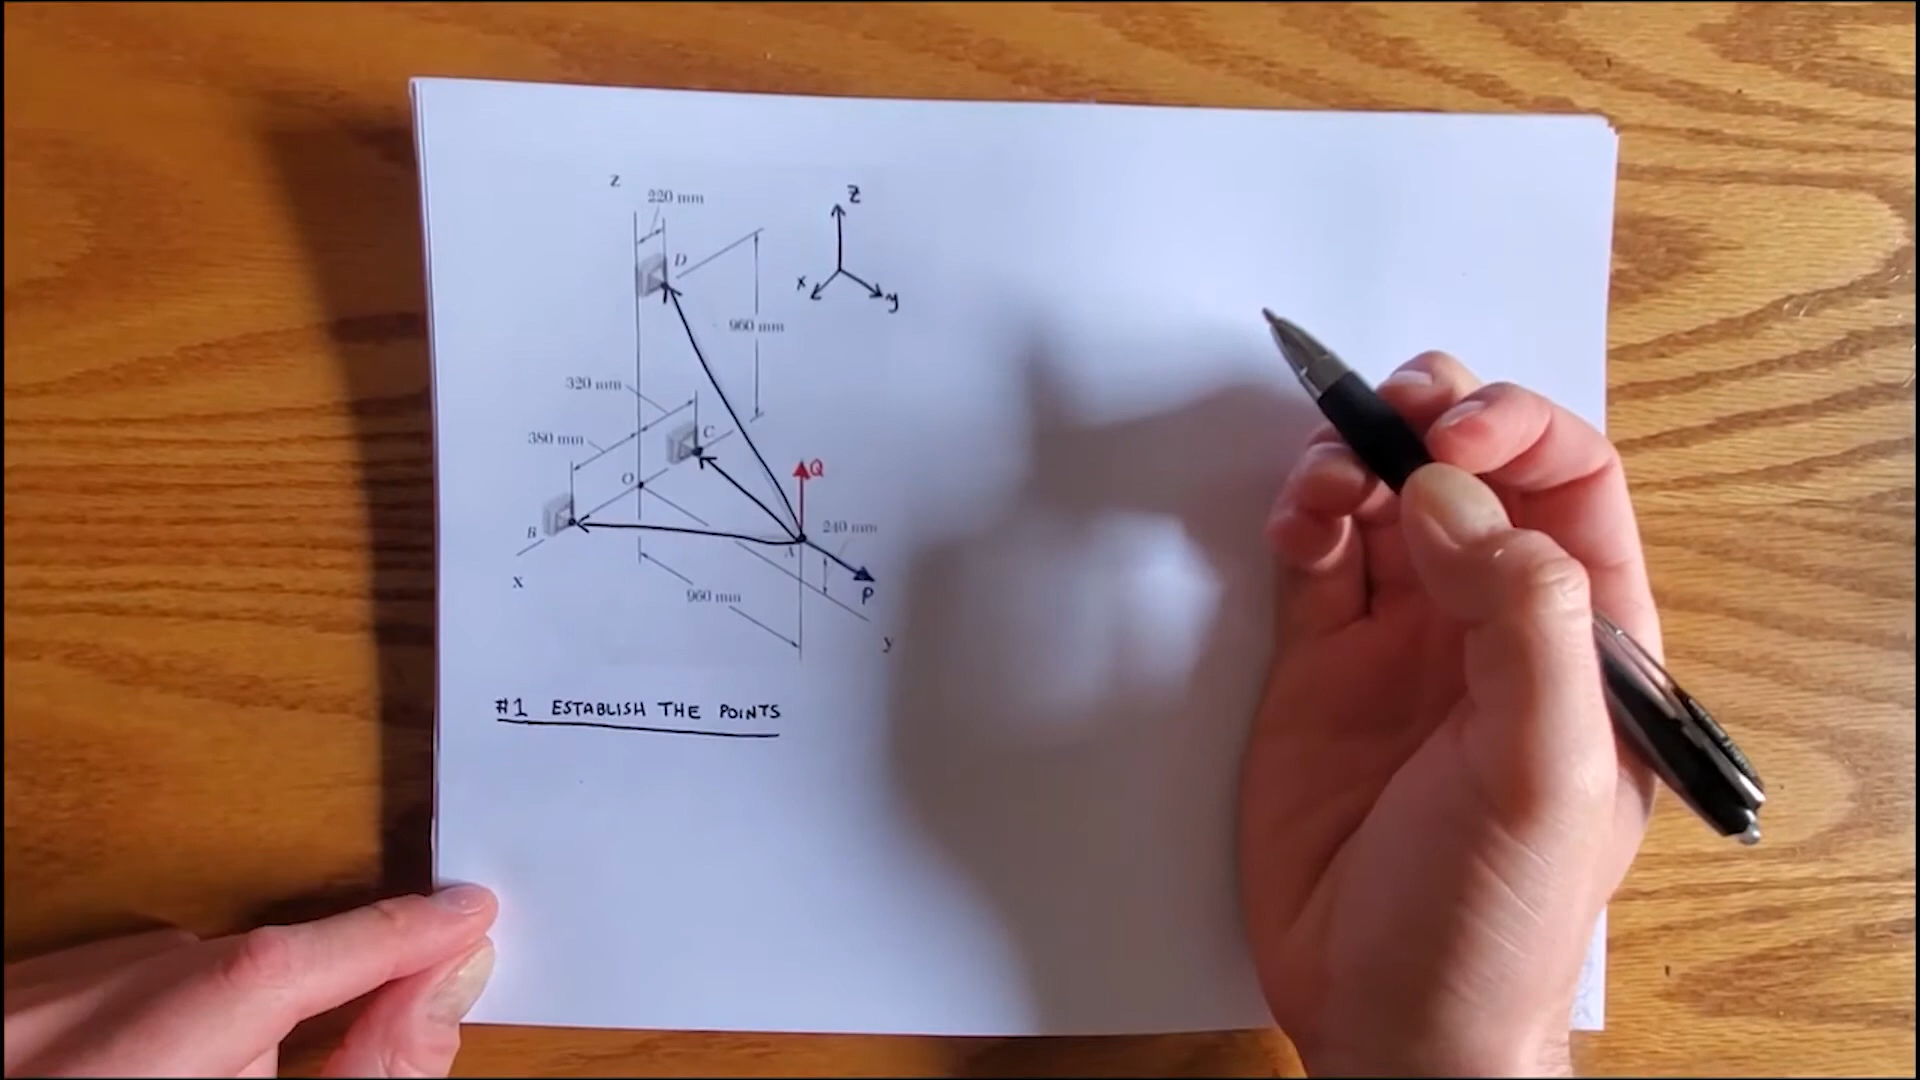 z
220 mm
Z
D
x
y
960 mm
320 mm
C
380 mm
Q
O
240 mm
B
A
x
P
960 mm
y
#1 ESTABLISH THE POINTS